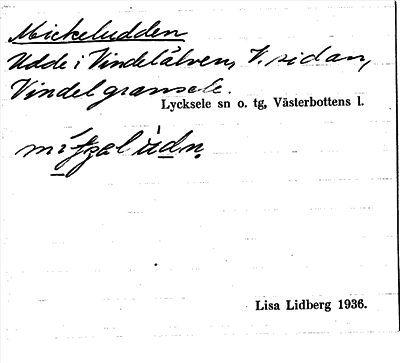 Mickeludden
Udde i Vindelälven, V. sidan,
Vindelgransele.
Lycksele sn o. tg, Västerbottens l.
Lisa Lidberg 1936.